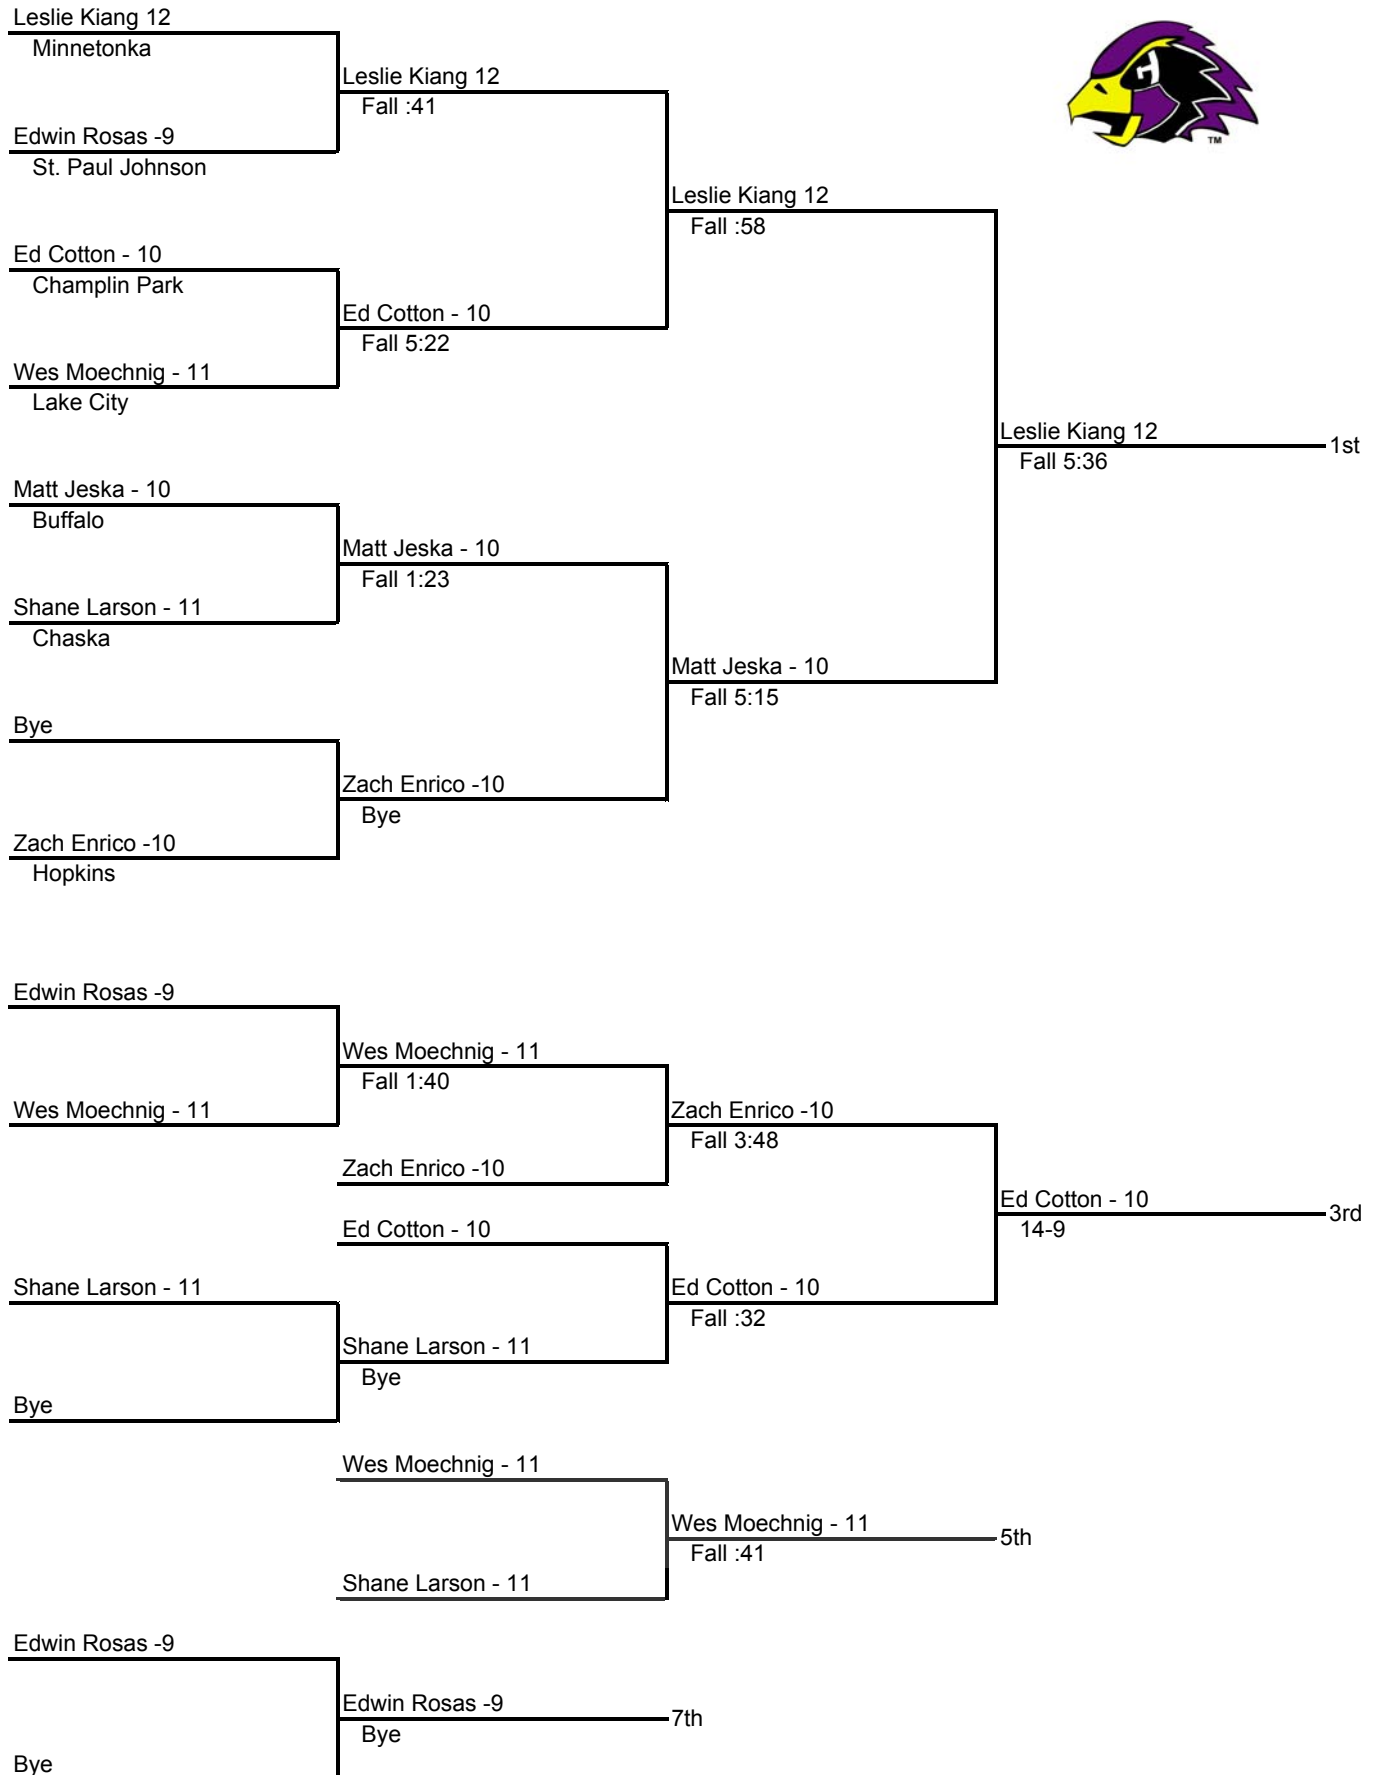 Leslie Kiang 12
Minnetonka
Leslie Kiang 12
Fall :41
Edwin Rosas -9
St. Paul Johnson
Leslie Kiang 12
Fall :58
Ed Cotton - 10
Champlin Park
Ed Cotton - 10
Fall 5:22
Wes Moechnig - 11
Lake City
Leslie Kiang 12
1st
Fall 5:36
Matt Jeska - 10
Buffalo
Matt Jeska - 10
Fall 1:23
Shane Larson - 11
Chaska
Matt Jeska - 10
Fall 5:15
Bye
Zach Enrico -10
Bye
Zach Enrico -10
Hopkins
Edwin Rosas -9
Wes Moechnig - 11
Fall 1:40
Wes Moechnig - 11
Zach Enrico -10
Fall 3:48
Zach Enrico -10
Ed Cotton - 10
3rd
14-9
Ed Cotton - 10
Shane Larson - 11
Ed Cotton - 10
Fall :32
Shane Larson - 11
Bye
Bye
Wes Moechnig - 11
Wes Moechnig - 11
5th
Fall :41
Shane Larson - 11
Edwin Rosas -9
Edwin Rosas -9
7th
Bye
Bye
H
TM